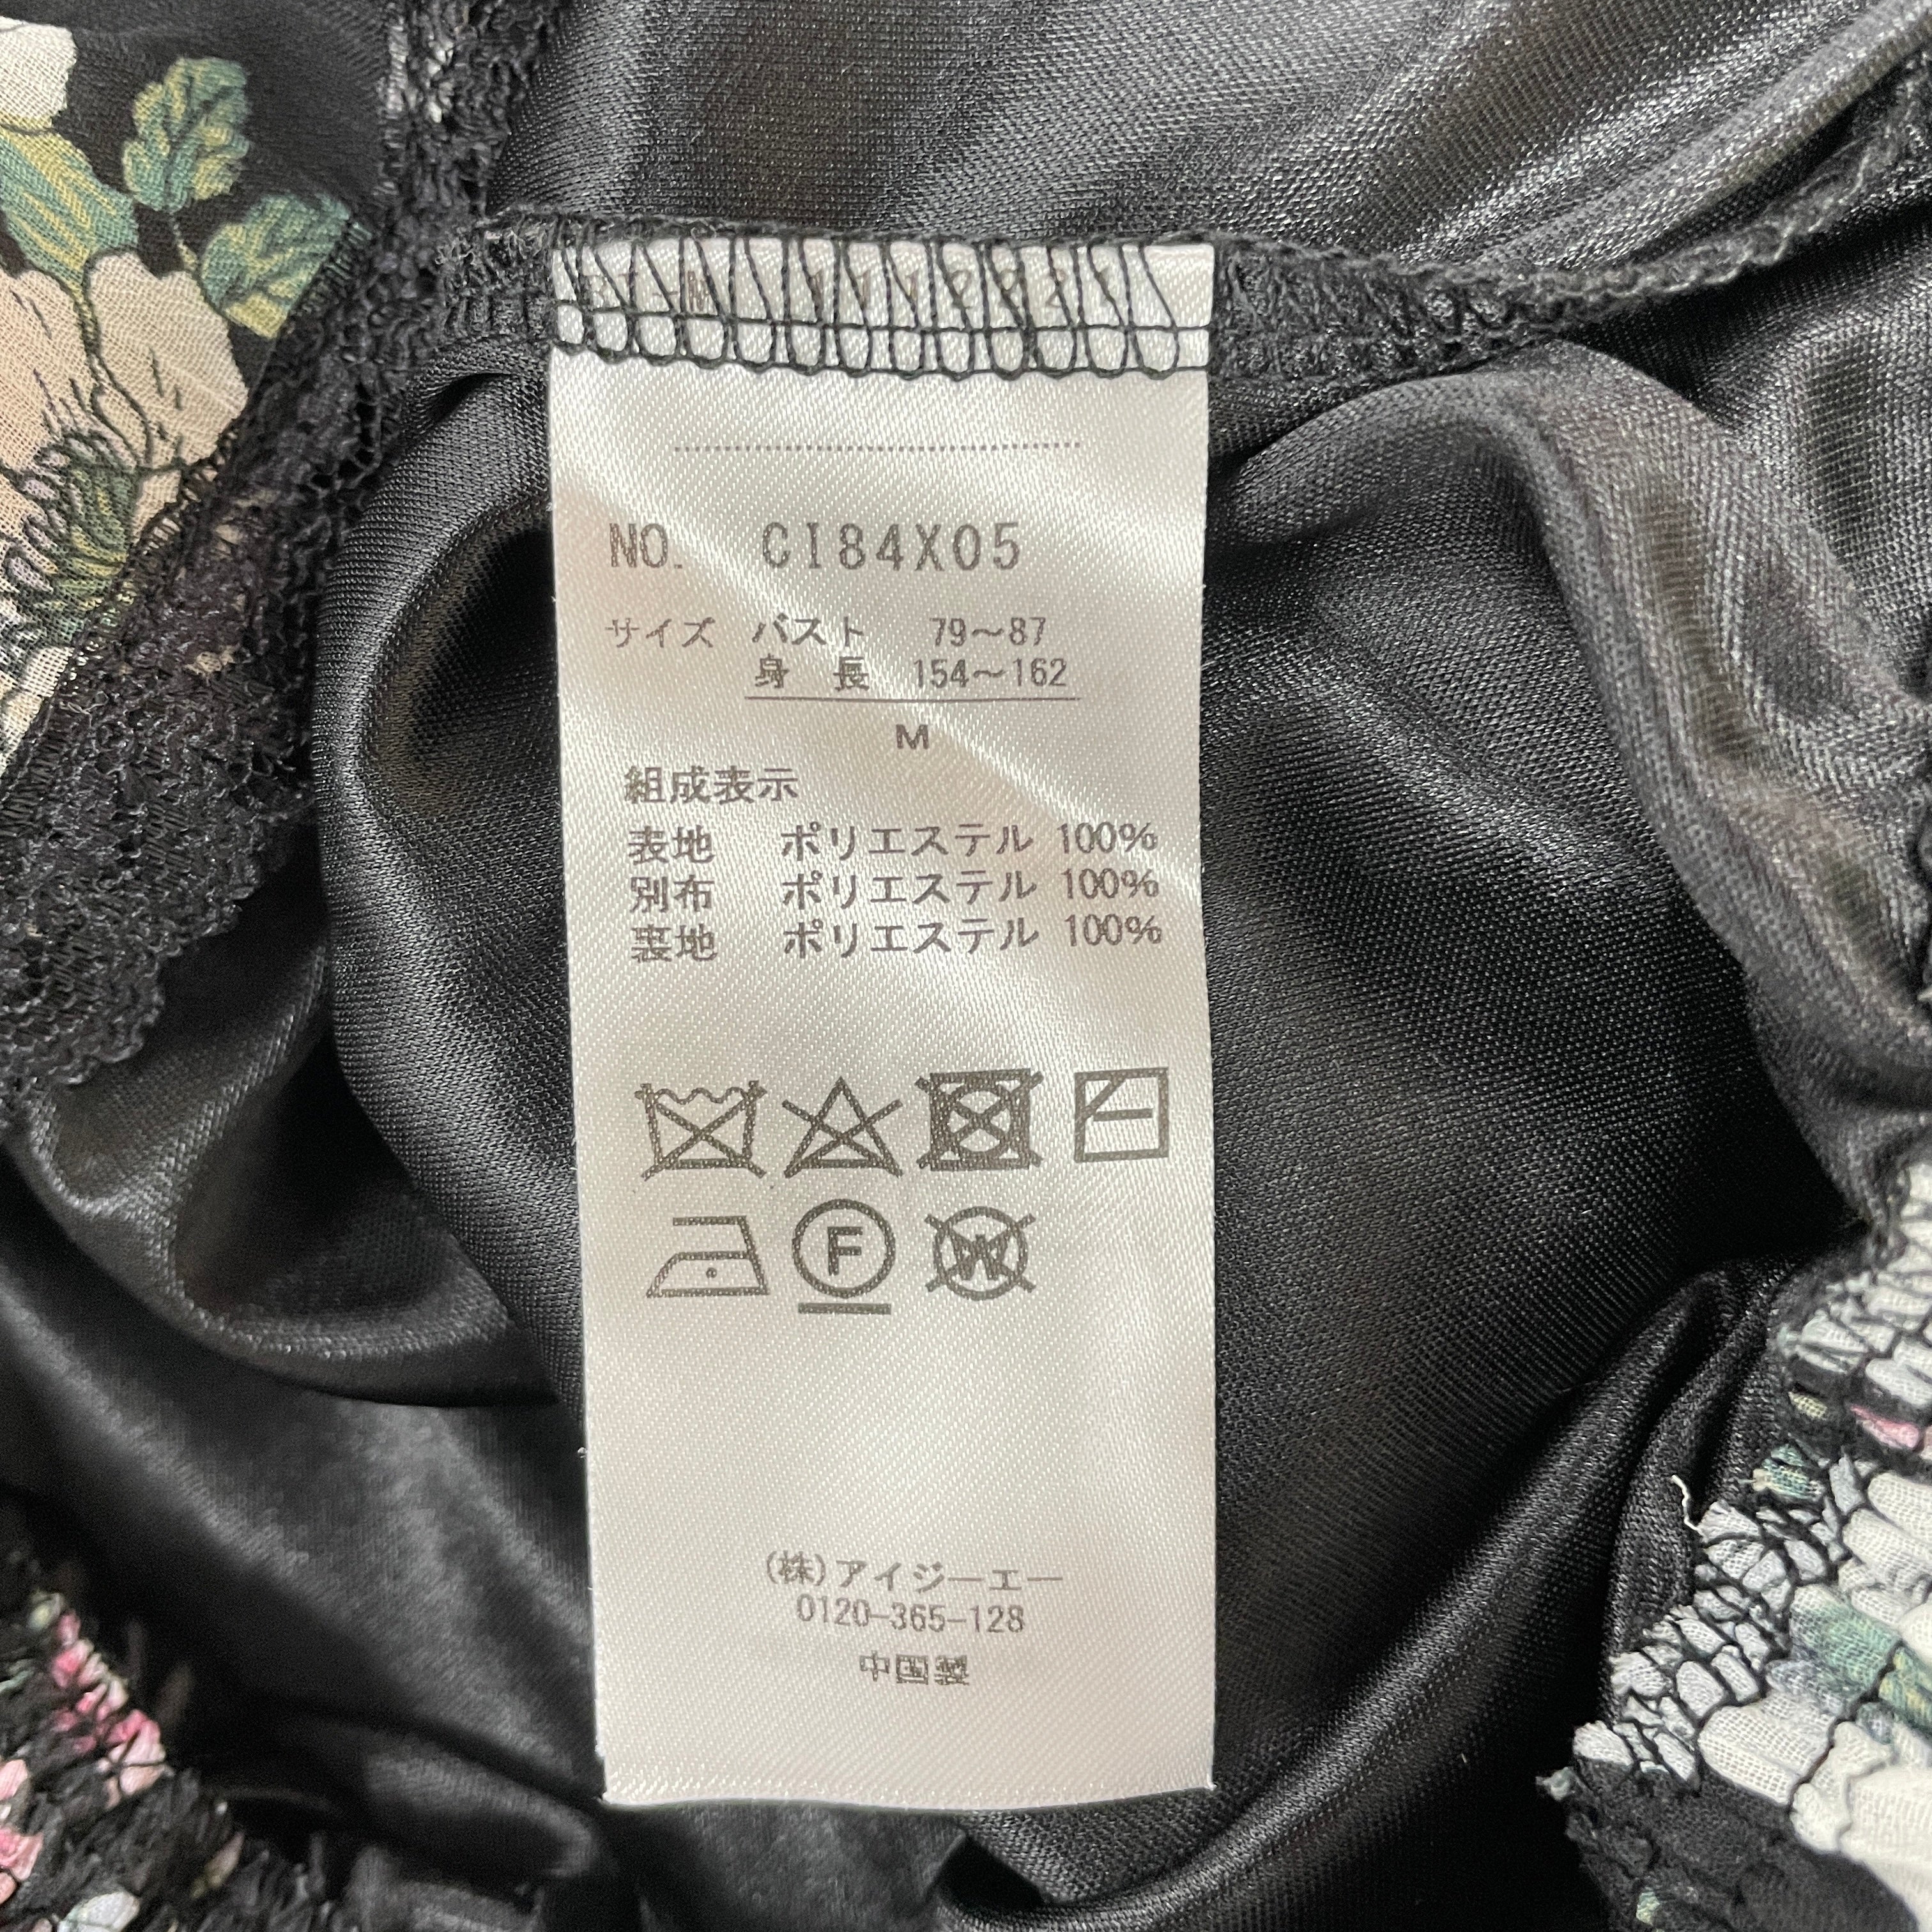 NO. CI84X05
サイズ バスト 79～87
身 長 154～162
M
組成表示
表地 ポリエステル 100%
別布 ポリエステル 100%
裏地 ポリエステル 100%
F W
(株)アイジーエー
0120-365-128
中国製